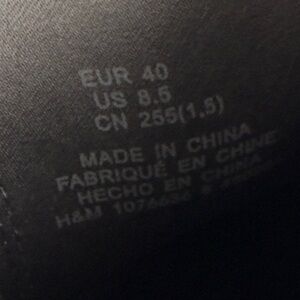 EUR 40
US 8.5
CN 255(1.5)
MADE IN CHINA
FABRIQUÉ EN CHINE
HECHO EN CHINA
H&M